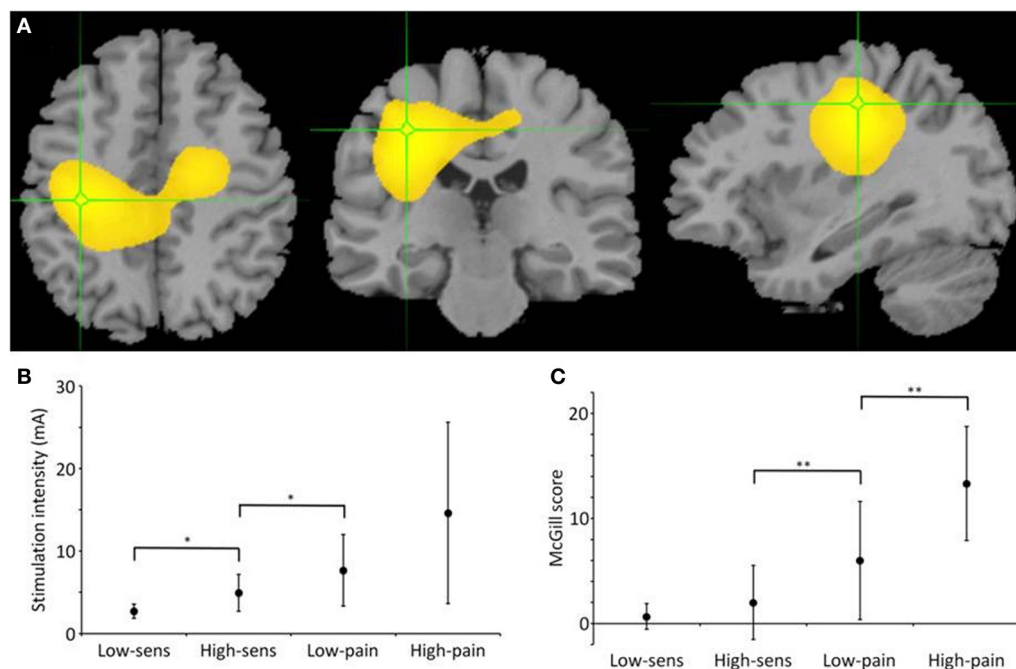 A
B
Stimulation intensity (mA)
30
20
10
0
Low-sens High-sens Low-pain High-pain
*
*
C
McGill score
20
10
0
Low-sens High-sens Low-pain High-pain
**
**